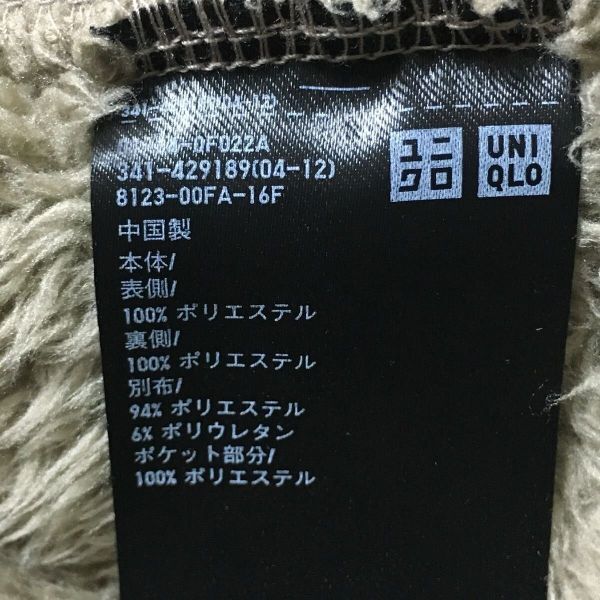 0F022A
341-429189(04-12)
8123-00FA-16F
ユニ
クロ
UNI
QLO
中国製
本体/
表側/
100% ポリエステル
裏側/
100% ポリエステル
別布/
94% ポリエステル
6% ポリウレタン
ポケット部分/
100% ポリエステル